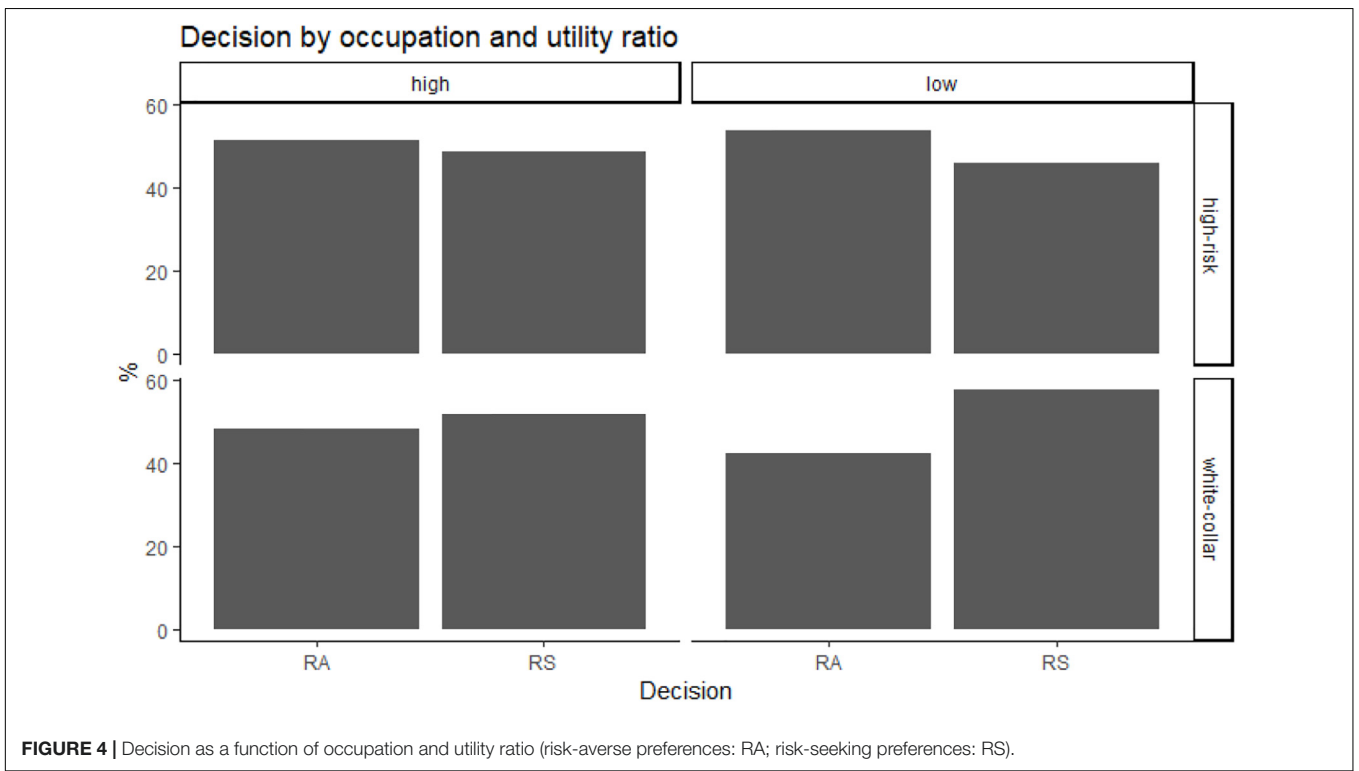 Decision by occupation and utility ratio
high
low
60
40
20
0
high-risk
%
60
40
20
0
white-collar
RA
RS
RA
RS
Decision
FIGURE 4 | Decision as a function of occupation and utility ratio (risk-averse preferences: RA; risk-seeking preferences: RS).